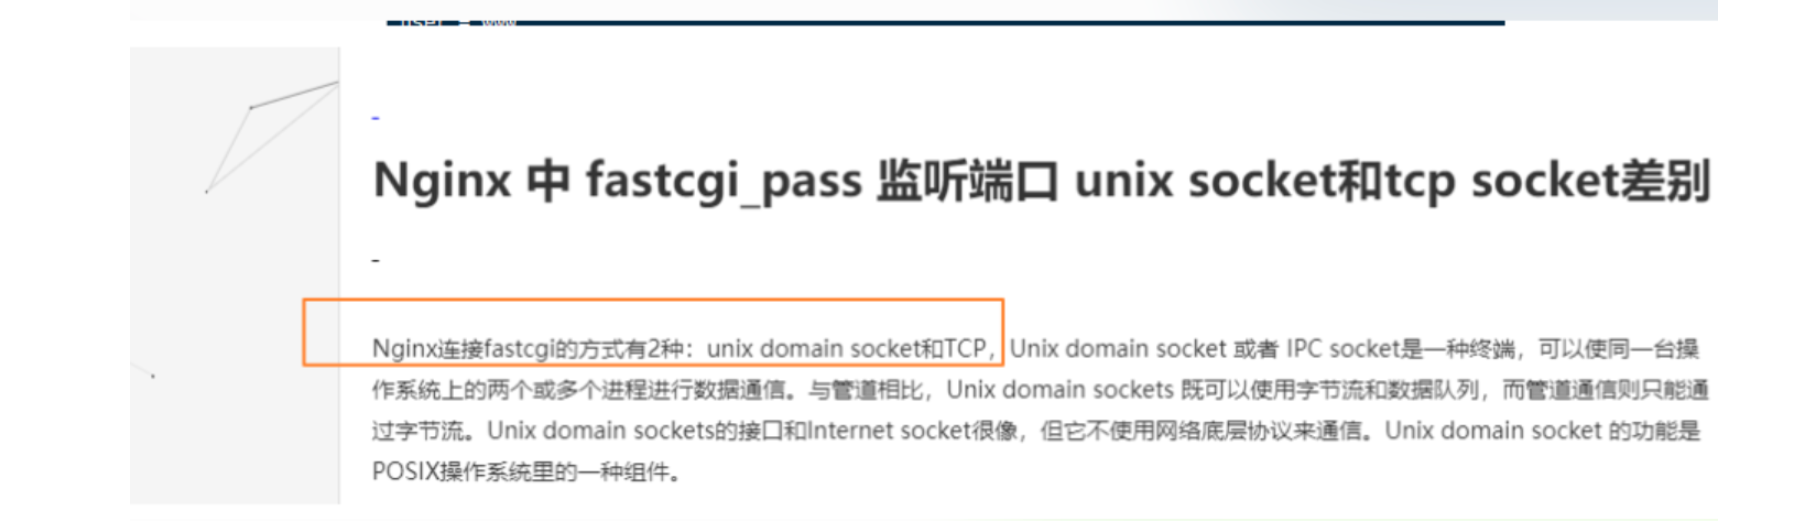 user = www
Nginx 中 fastcgi_pass 监听端口 unix socket和tcp socket差别
Nginx连接fastcgi的方式有2种：unix domain socket和TCP，Unix domain socket 或者 IPC socket是一种终端，可以使同一台操
作系统上的两个或多个进程进行数据通信。与管道相比，Unix domain sockets 既可以使用字节流和数据队列，而管道通信则只能通
过字节流。Unix domain sockets的接口和Internet socket很像，但它不使用网络底层协议来通信。Unix domain socket 的功能是
POSIX操作系统里的一种组件。